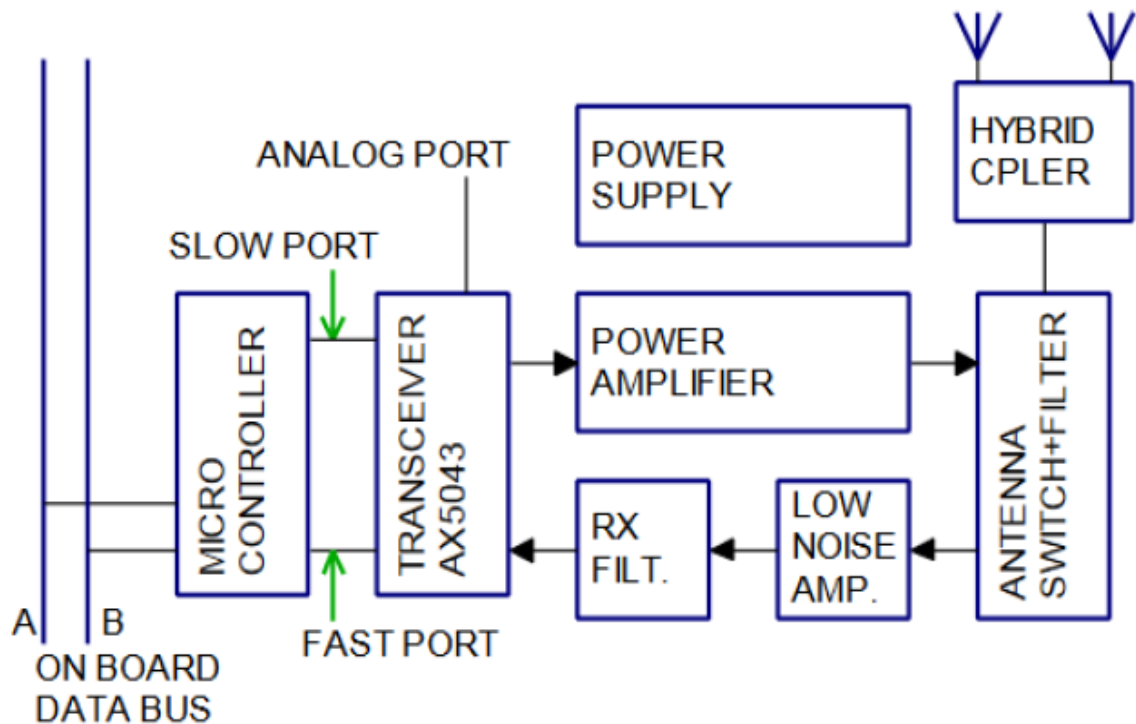 HYBRID
CPLER
ANALOG PORT
POWER
SUPPLY
SLOW PORT
MICRO
CONTROLLER
TRANSCEIVER
AX5043
POWER
AMPLIFIER
ANTENNA
SWITCH+FILTER
RX
FILT.
LOW
NOISE
AMP.
A
B
FAST PORT
ON BOARD
DATA BUS